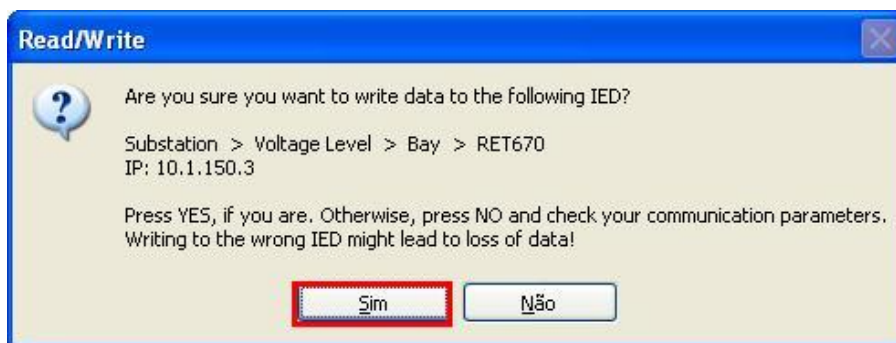 Read/Write
Are you sure you want to write data to the following IED?
Substation > Voltage Level > Bay > RET670
IP: 10.1.150.3
Press YES, if you are. Otherwise, press NO and check your communication parameters.
Writing to the wrong IED might lead to loss of data!
Sim
Não